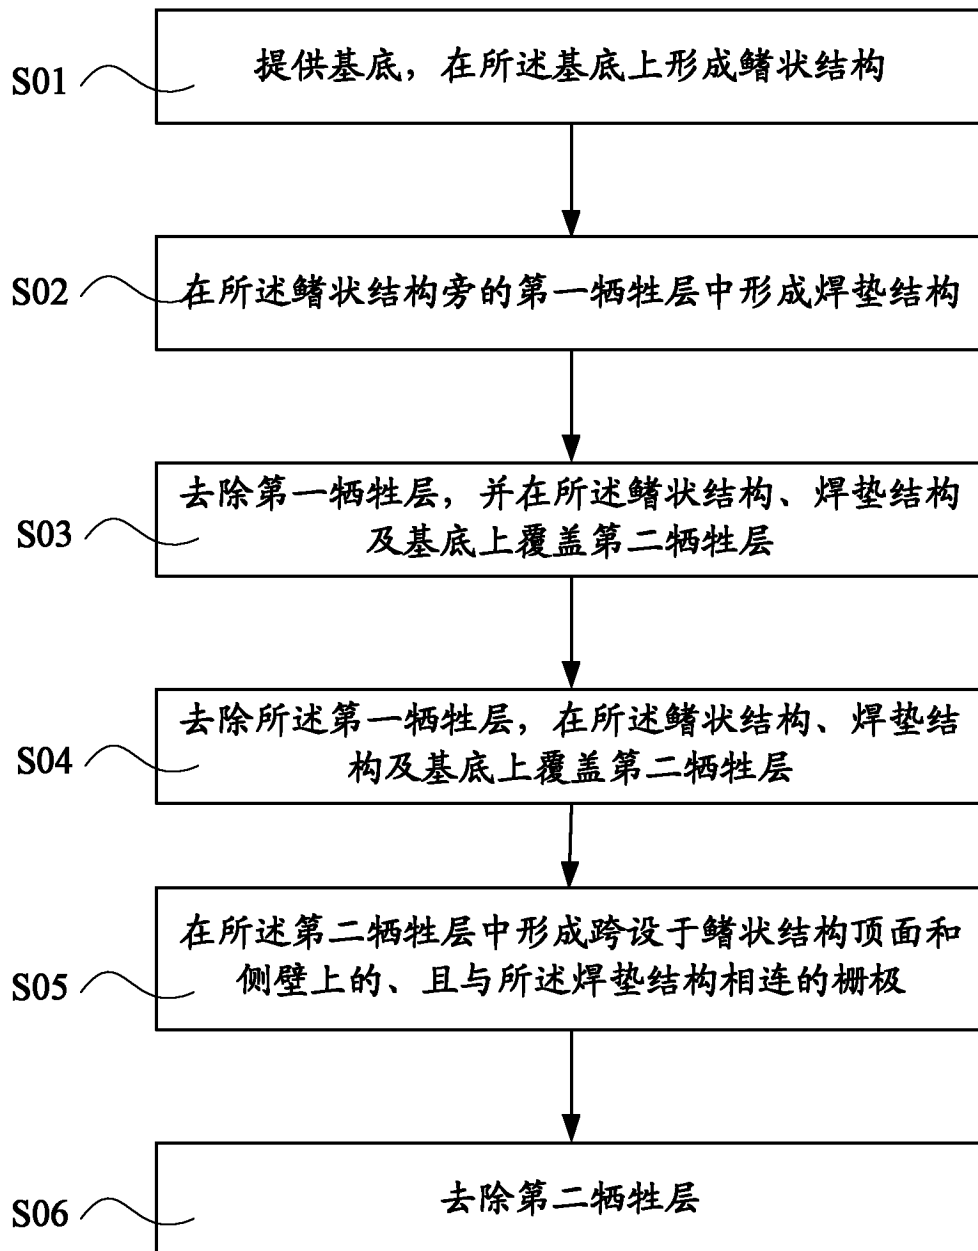 S01
提供基底，在所述基底上形成鳍状结构
S02
在所述鳍状结构旁的第一牺牲层中形成焊垫结构
S03
去除第一牺牲层，并在所述鳍状结构、焊垫结构
及基底上覆盖第二牺牲层
S04
去除所述第一牺牲层，在所述鳍状结构、焊垫结
构及基底上覆盖第二牺牲层
S05
在所述第二牺牲层中形成跨设于鳍状结构顶面和
侧壁上的、且与所述焊垫结构相连的栅极
S06
去除第二牺牲层